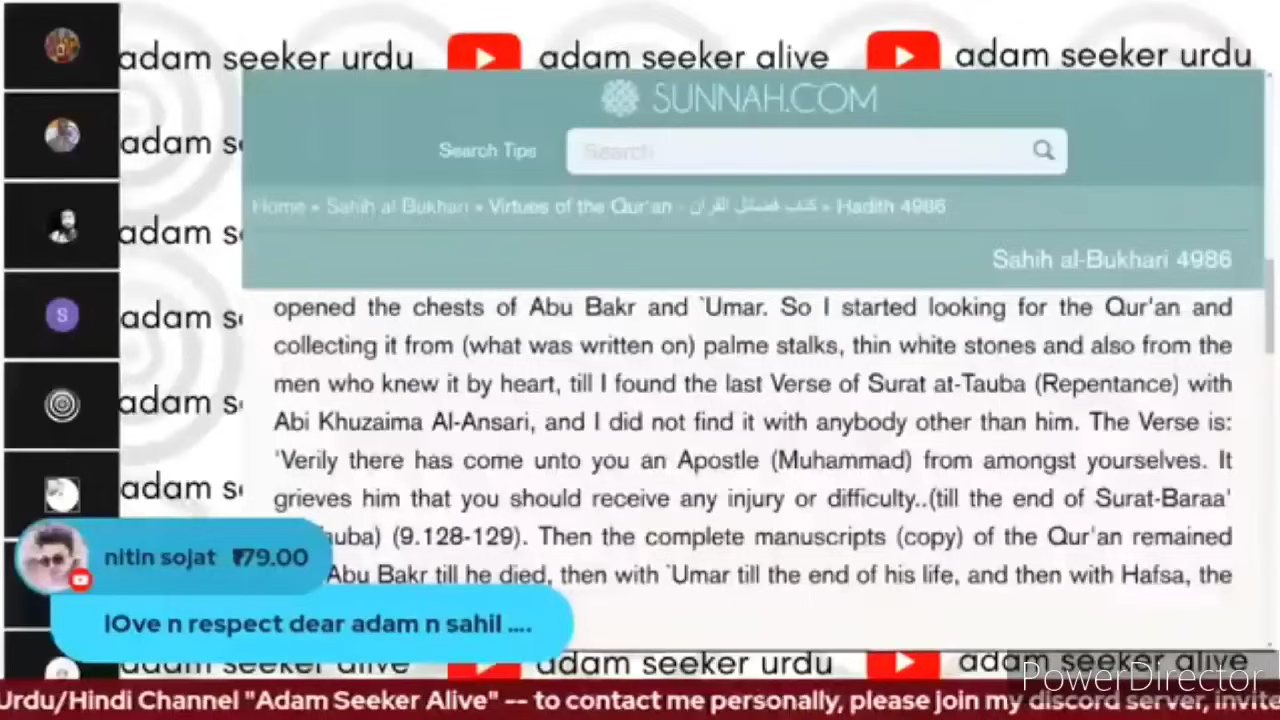 adam seeker urdu
adam seeker alive
adam seeker urdu
SUNNAH.COM
adam se
Search Tips
Search
Home » Sahih al Bukhari » Virtues of the Qur'an - كتاب فضائل القرآن » Hadith 4986
adam se
Sahih al-Bukhari 4986
adam se
opened the chests of Abu Bakr and `Umar. So I started looking for the Qur'an and
collecting it from (what was written on) palme stalks, thin white stones and also from the
men who knew it by heart, till I found the last Verse of Surat at-Tauba (Repentance) with
adam se
Abi Khuzaima Al-Ansari, and I did not find it with anybody other than him. The Verse is:
'Verily there has come unto you an Apostle (Muhammad) from amongst yourselves. It
adam se
grieves him that you should receive any injury or difficulty..(till the end of Surat-Baraa'
auba) (9.128-129). Then the complete manuscripts (copy) of the Qur'an remained
Abu Bakr till he died, then with `Umar till the end of his life, and then with Hafsa, the
S
nitin sojat ₹79.00
lOve n respect dear adam n sahil ....
adam seeker alive
adam seeker urdu
adam seeker alive
PowerDirector
Urdu/Hindi Channel "Adam Seeker Alive" -- to contact me personally, please join my discord server, invite